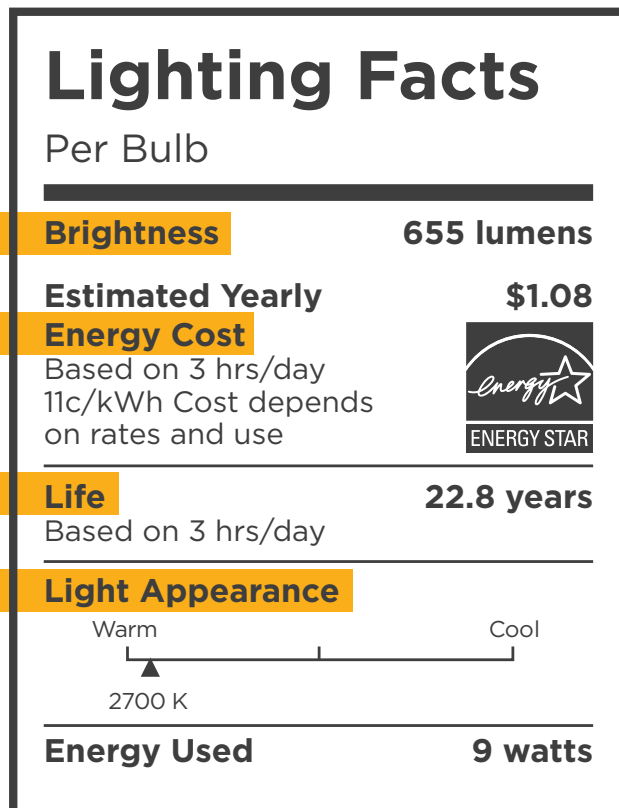 Lighting Facts
Per Bulb
Brightness 655 lumens
Estimated Yearly $1.08
Energy Cost
Based on 3 hrs/day
11c/kWh Cost depends
on rates and use
energy
ENERGY STAR
Life 22.8 years
Based on 3 hrs/day
Light Appearance
Warm Cool
2700 K
Energy Used 9 watts